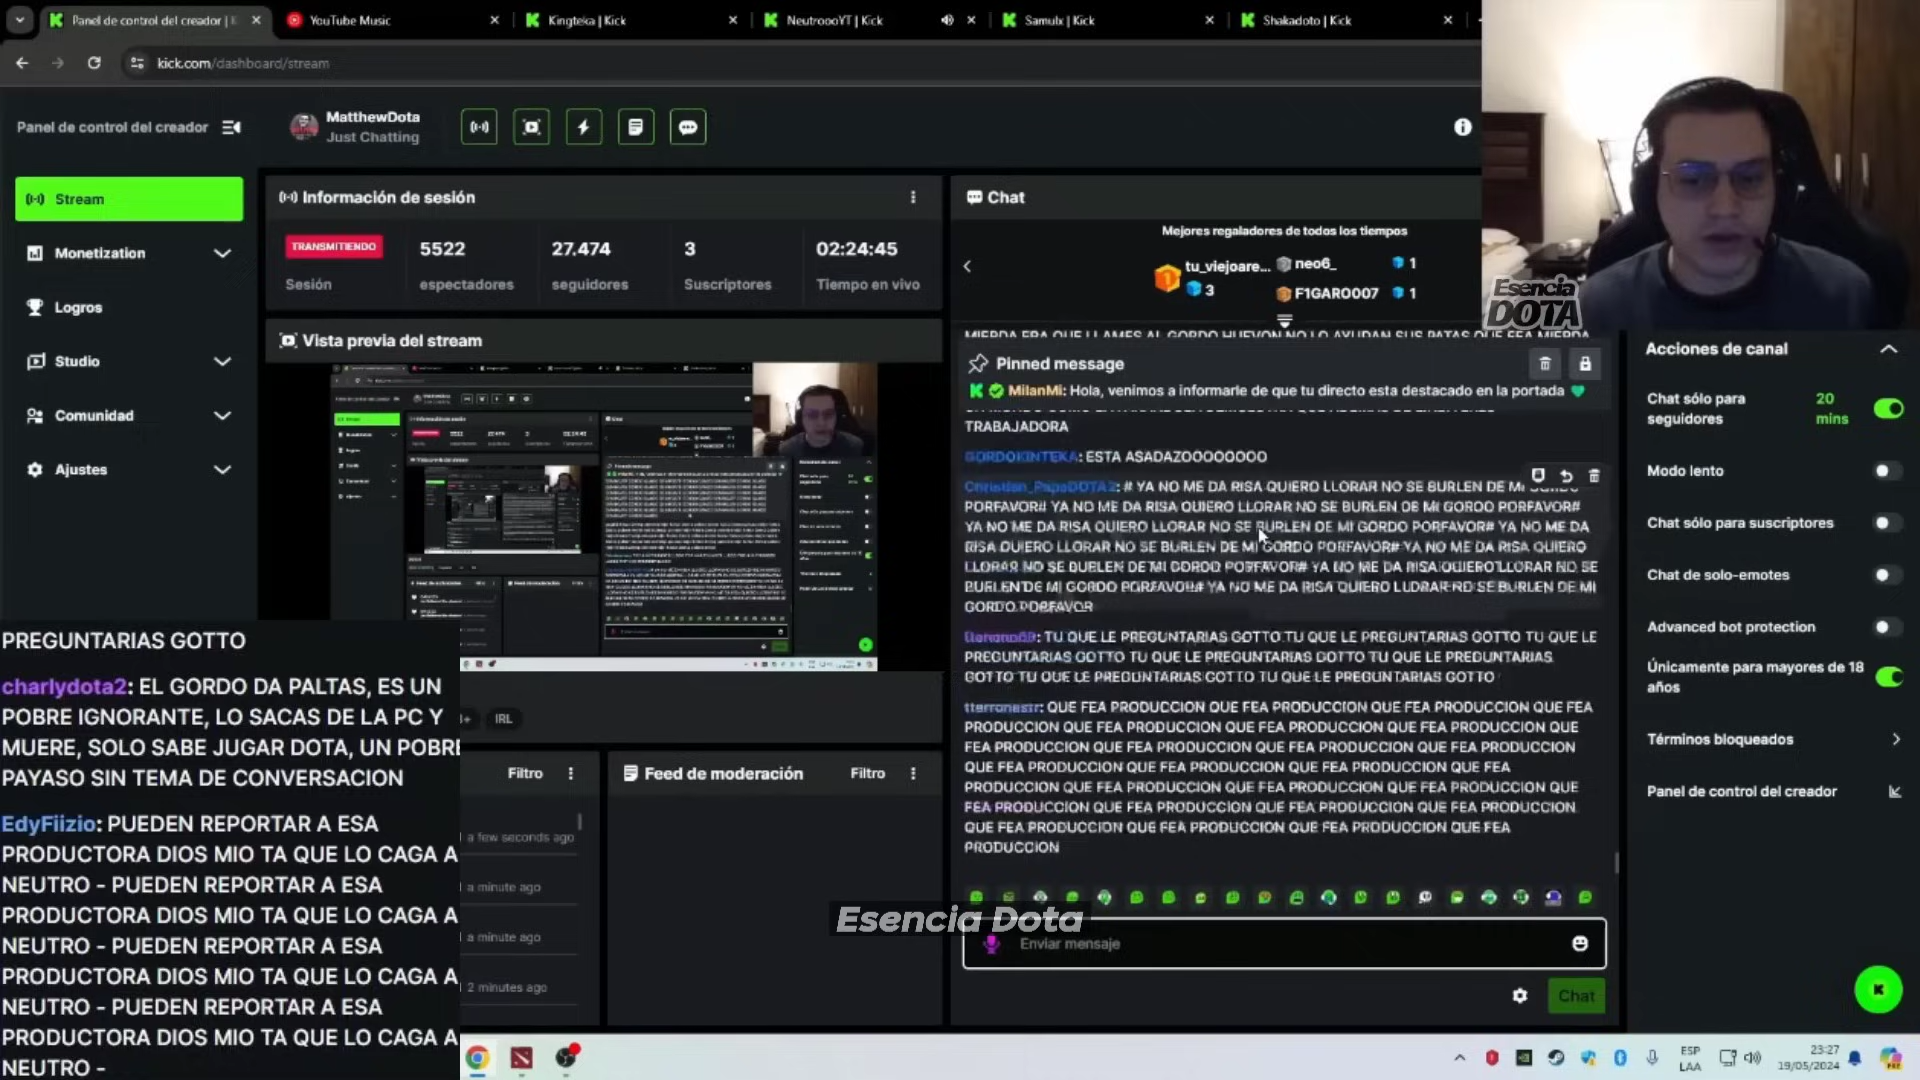 Panel de control del creador | K
YouTube Music
Kingteka | Kick
NeutroooYT | Kick
Samulx | Kick
Shakadoto | Kick
kick.com/dashboard/stream
Panel de control del creador
MatthewDota
Just Chatting
Stream
Monetization
Logros
Studio
Comunidad
Ajustes
Información de sesión
TRANSMITIENDO
5522
27.474
3
02:24:45
Sesión
espectadores
seguidores
Suscriptores
Tiempo en vivo
Vista previa del stream
IRL
Filtro
Feed de moderación
Filtro
a few seconds ago
a minute ago
a minute ago
2 minutes ago
Chat
Mejores regaladores de todos los tiempos
tu_viejoare...
3
neo6_
1
F1GARO007
1
MIERDA ERA QUE LLAMES AL GORDO HUEVON NO LO AYUDAN SUS PATAS QUE FEA MIERDA
Pinned message
MilanMi: Hola, venimos a informarle de que tu directo esta destacado en la portada
TRABAJADORA
GORDOKINTEKA: ESTA ASADAZOOOOOOOO
Christian_PapaDOTA2: # YA NO ME DA RISA QUIERO LLORAR NO SE BURLEN DE MI GORDO
PORFAVOR# YA NO ME DA RISA QUIERO LLORAR NO SE BURLEN DE MI GORDO PORFAVOR#
YA NO ME DA RISA QUIERO LLORAR NO SE BURLEN DE MI GORDO PORFAVOR# YA NO ME DA
RISA QUIERO LLORAR NO SE BURLEN DE MI GORDO PORFAVOR# YA NO ME DA RISA QUIERO
LLORAR NO SE BURLEN DE MI GORDO PORFAVOR# YA NO ME DA RISA QUIERO LLORAR NO SE
BURLEN DE MI GORDO PORFAVOR# YA NO ME DA RISA QUIERO LLORAR NO SE BURLEN DE MI
GORDO PORFAVOR
TU QUE LE PREGUNTARIAS GOTTO TU QUE LE PREGUNTARIAS GOTTO TU QUE LE
PREGUNTARIAS GOTTO TU QUE LE PREGUNTARIAS GOTTO TU QUE LE PREGUNTARIAS
GOTTO TU QUE LE PREGUNTARIAS GOTTO TU QUE LE PREGUNTARIAS GOTTO
QUE FEA PRODUCCION QUE FEA PRODUCCION QUE FEA PRODUCCION QUE FEA
PRODUCCION QUE FEA PRODUCCION QUE FEA PRODUCCION QUE FEA PRODUCCION QUE
FEA PRODUCCION QUE FEA PRODUCCION QUE FEA PRODUCCION QUE FEA PRODUCCION
QUE FEA PRODUCCION QUE FEA PRODUCCION QUE FEA PRODUCCION QUE FEA
PRODUCCION QUE FEA PRODUCCION QUE FEA PRODUCCION QUE FEA PRODUCCION QUE
FEA PRODUCCION QUE FEA PRODUCCION QUE FEA PRODUCCION QUE FEA PRODUCCION
QUE FEA PRODUCCION QUE FEA PRODUCCION QUE FEA PRODUCCION QUE FEA
PRODUCCION
Enviar mensaje
Chat
Esencia
DOTA
Acciones de canal
Chat sólo para seguidores
20 mins
Modo lento
Chat sólo para suscriptores
Chat de solo-emotes
Advanced bot protection
Únicamente para mayores de 18
años
Términos bloqueados
Panel de control del creador
PREGUNTARIAS GOTTO
charlydota2: EL GORDO DA PALTAS, ES UN
POBRE IGNORANTE, LO SACAS DE LA PC Y
MUERE, SOLO SABE JUGAR DOTA, UN POBRE
PAYASO SIN TEMA DE CONVERSACION
EdyFiizio: PUEDEN REPORTAR A ESA
PRODUCTORA DIOS MIO TA QUE LO CAGA A
NEUTRO - PUEDEN REPORTAR A ESA
PRODUCTORA DIOS MIO TA QUE LO CAGA A
NEUTRO - PUEDEN REPORTAR A ESA
PRODUCTORA DIOS MIO TA QUE LO CAGA A
NEUTRO - PUEDEN REPORTAR A ESA
PRODUCTORA DIOS MIO TA QUE LO CAGA A
NEUTRO -
Esencia Dota
ESP
LAA
23:27
19/05/2024